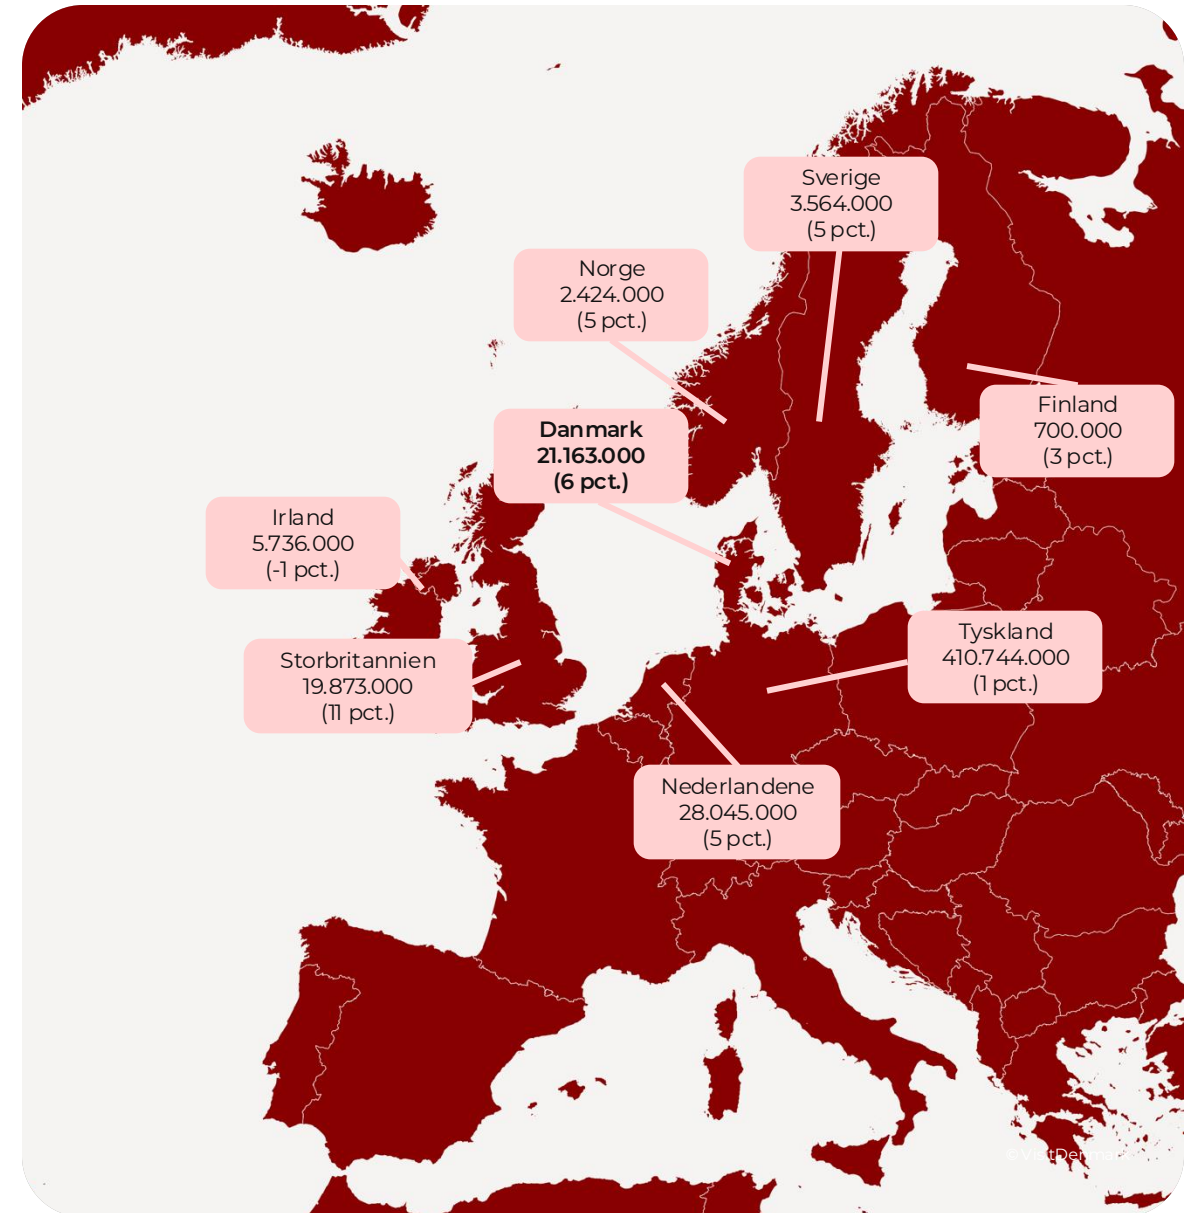 Sverige
3.564.000
(5 pct.)
Norge
2.424.000
(5 pct.)
Finland
700.000
(3 pct.)
Danmark
21.163.000
(6 pct.)
Irland
5.736.000
(-1 pct.)
Storbritannien
19.873.000
(11 pct.)
Tyskland
410.744.000
(1 pct.)
Nederlandene
28.045.000
(5 pct.)
© VisitDenmark